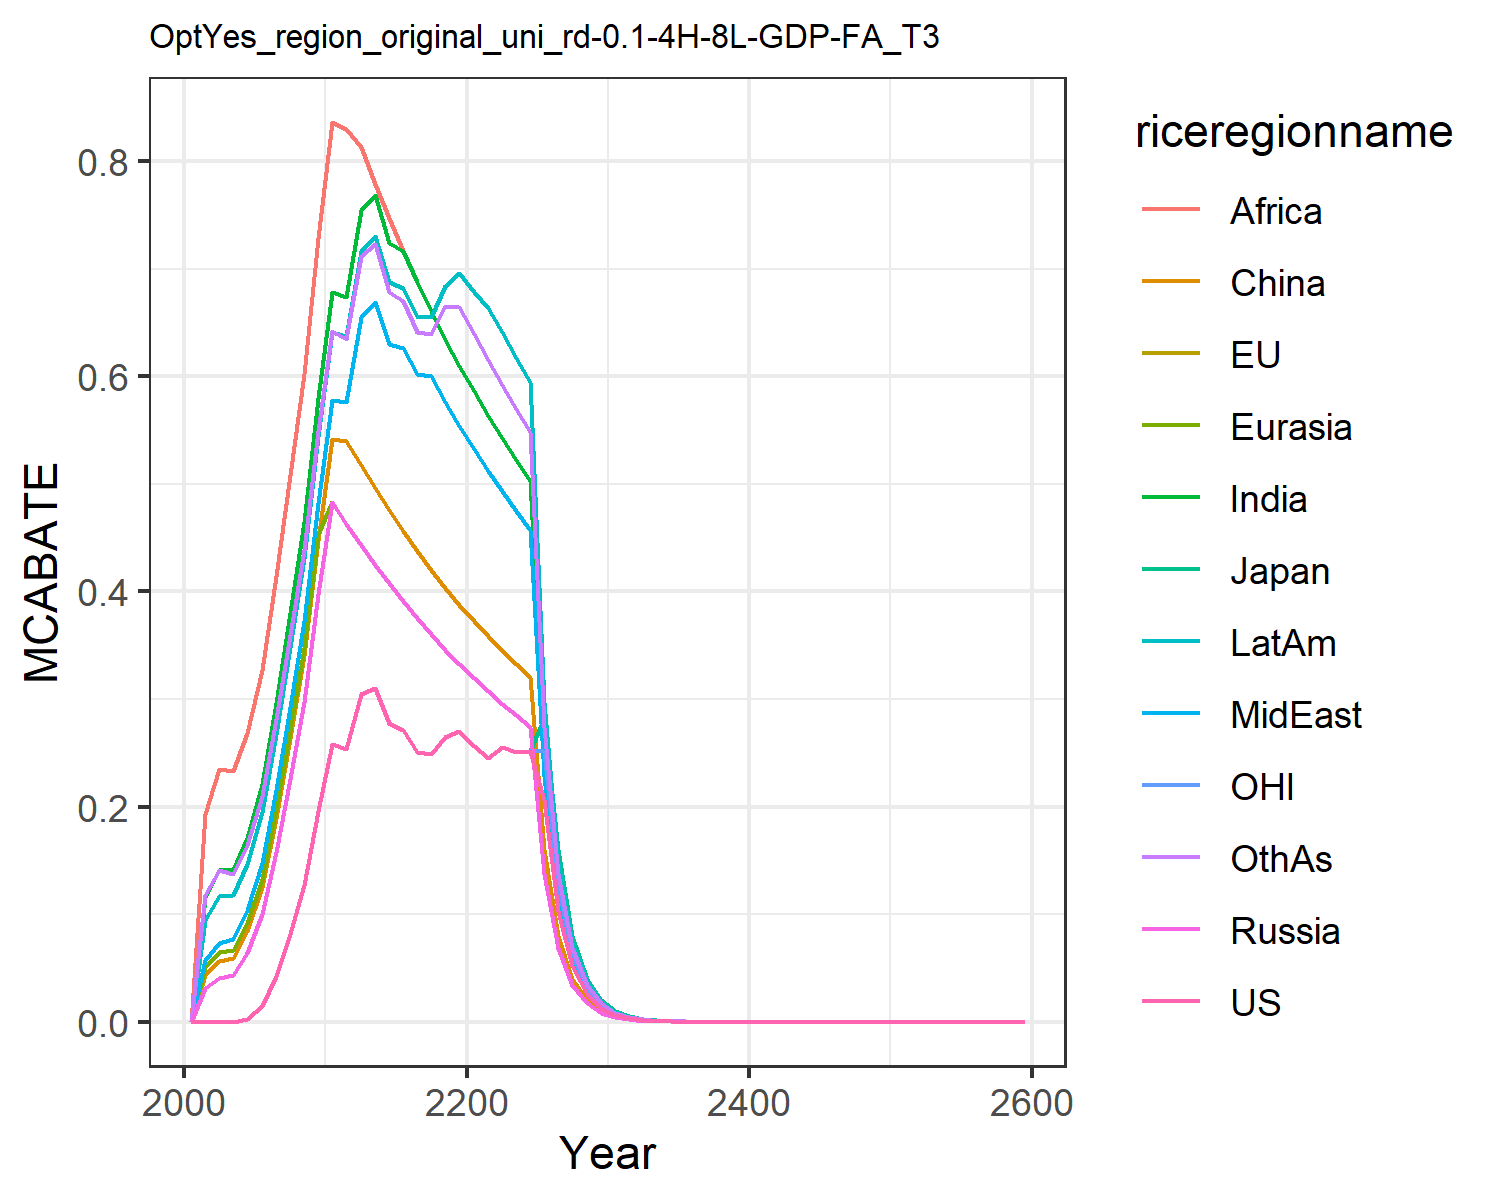 OptYes_region_original_uni_rd-0.1-4H-8L-GDP-FA_T3
MCABATE
0.8
0.6
0.4
0.2
0.0
2000
2200
2400
2600
Year
riceregionname
Africa
China
EU
Eurasia
India
Japan
LatAm
MidEast
OHI
OthAs
Russia
US